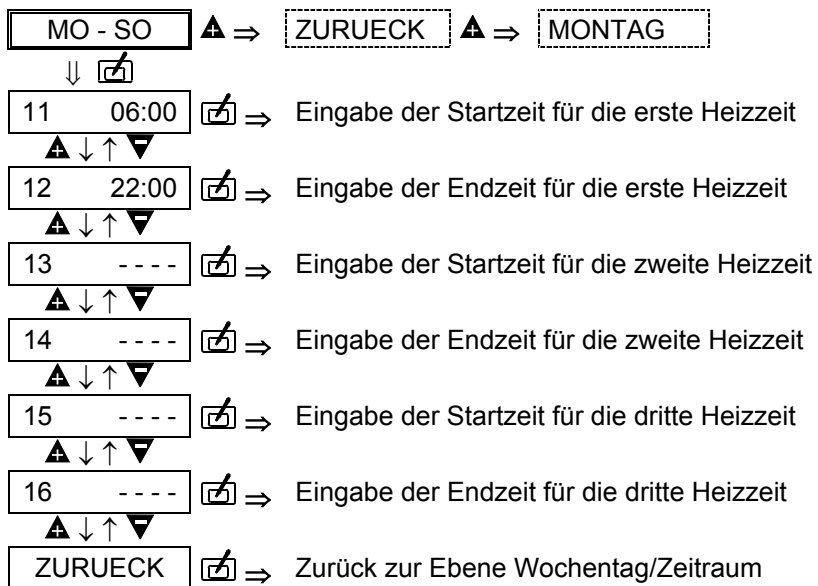 MO - SO ⇒ ZURUECK ⇒ MONTAG
⇓
11 06:00 ⇒ Eingabe der Startzeit für die erste Heizzeit
↓ ↑
12 22:00 ⇒ Eingabe der Endzeit für die erste Heizzeit
↓ ↑
13 - - - - ⇒ Eingabe der Startzeit für die zweite Heizzeit
↓ ↑
14 - - - - ⇒ Eingabe der Endzeit für die zweite Heizzeit
↓ ↑
15 - - - - ⇒ Eingabe der Startzeit für die dritte Heizzeit
↓ ↑
16 - - - - ⇒ Eingabe der Endzeit für die dritte Heizzeit
↓ ↑
ZURUECK ⇒ Zurück zur Ebene Wochentag/Zeitraum